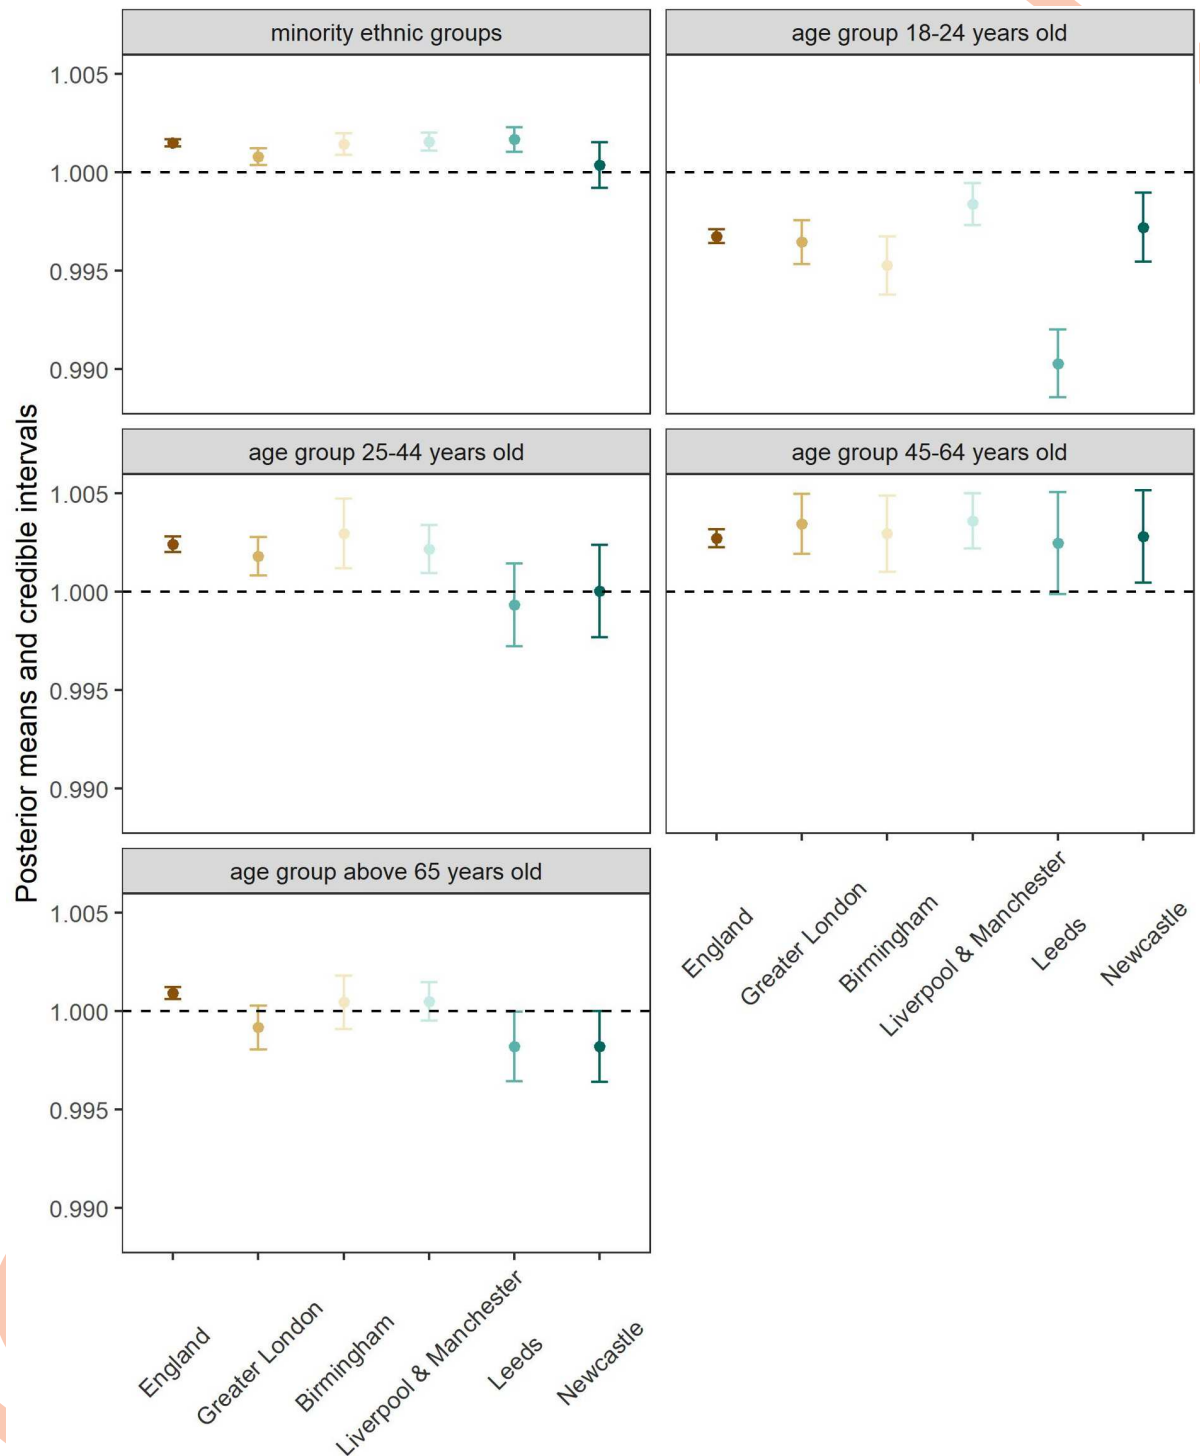 minority ethnic groups
age group 18-24 years old
1.005
1.000
0.995
0.990
age group 25-44 years old
age group 45-64 years old
1.005
1.000
0.995
0.990
Posterior means and credible intervals
age group above 65 years old
1.005
1.000
0.995
0.990
England
Greater London
Birmingham
Liverpool & Manchester
Leeds
Newcastle
England
Greater London
Birmingham
Liverpool & Manchester
Leeds
Newcastle